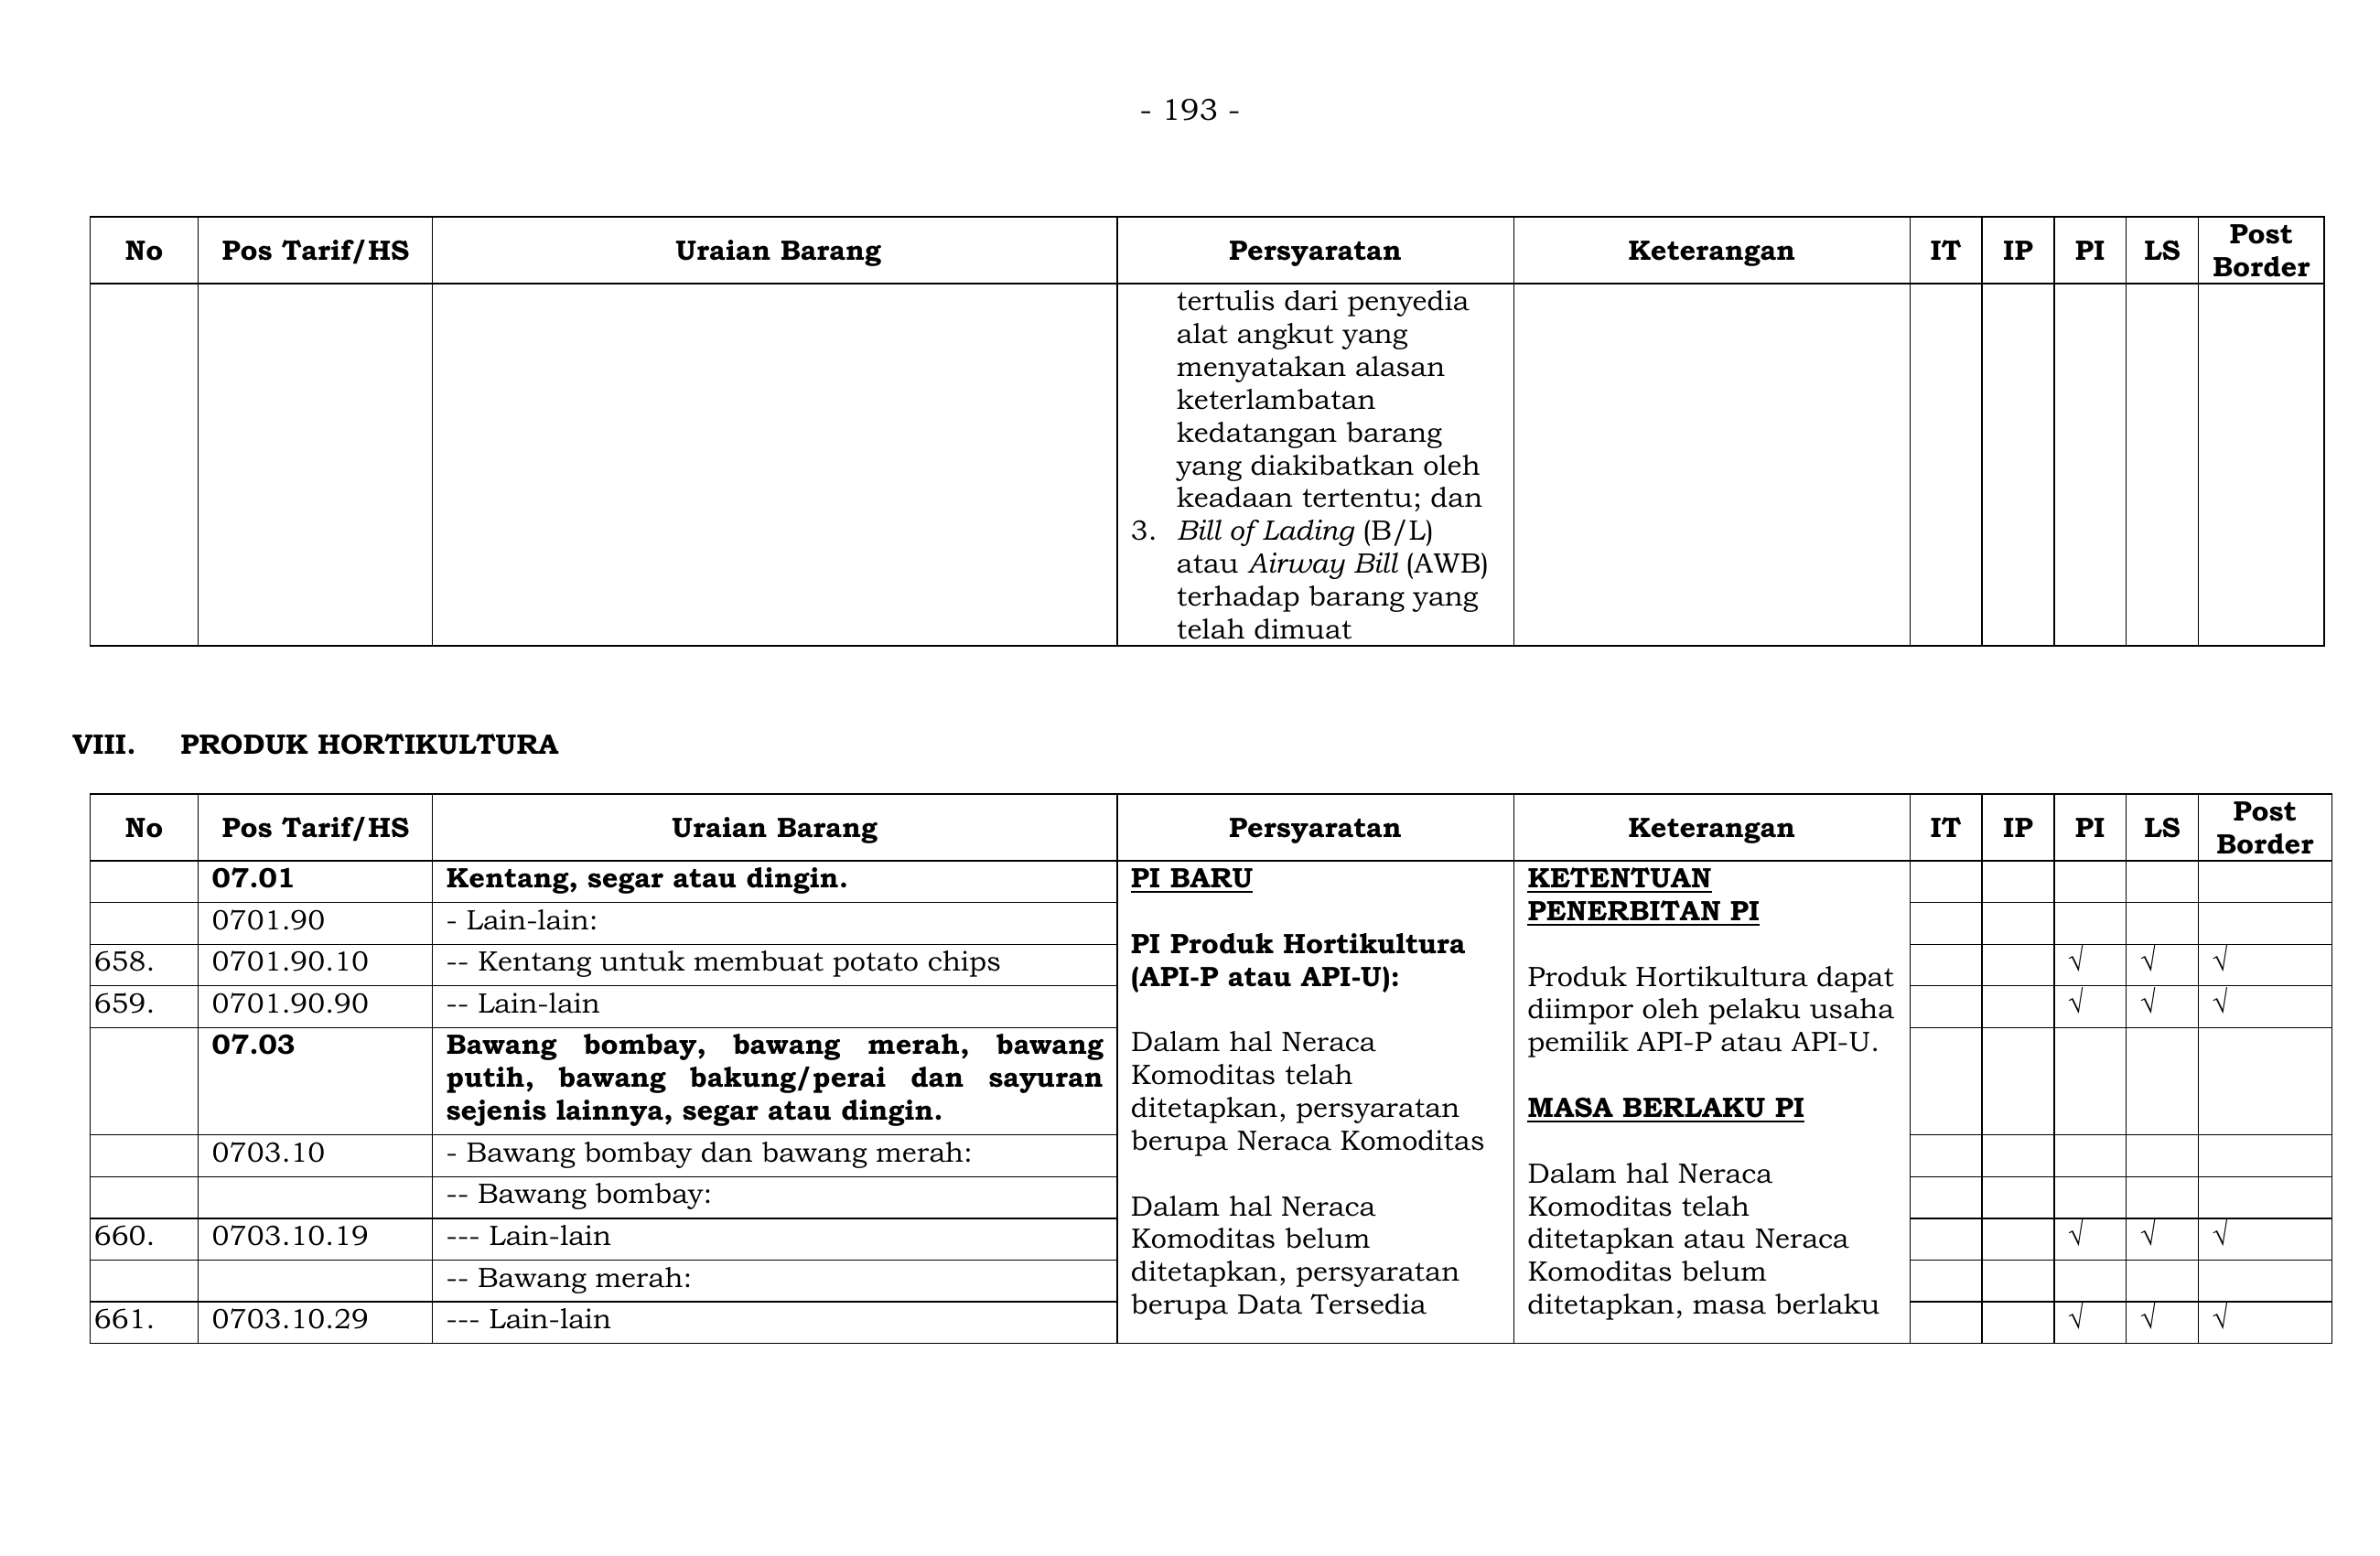 - 193 -
No Pos Tarif/HS Uraian Barang Persyaratan Keterangan IT IP PI LS Post Border
tertulis dari penyedia
alat angkut yang
menyatakan alasan
keterlambatan
kedatangan barang
yang diakibatkan oleh
keadaan tertentu; dan
3. Bill of Lading (B/L)
atau Airway Bill (AWB)
terhadap barang yang
telah dimuat
VIII. PRODUK HORTIKULTURA
No Pos Tarif/HS Uraian Barang Persyaratan Keterangan IT IP PI LS Post Border
07.01 Kentang, segar atau dingin.
0701.90 - Lain-lain:
658. 0701.90.10 -- Kentang untuk membuat potato chips √ √ √
659. 0701.90.90 -- Lain-lain √ √ √
07.03 Bawang bombay, bawang merah, bawang
putih, bawang bakung/perai dan sayuran
sejenis lainnya, segar atau dingin.
0703.10 - Bawang bombay dan bawang merah:
-- Bawang bombay:
660. 0703.10.19 --- Lain-lain √ √ √
-- Bawang merah:
661. 0703.10.29 --- Lain-lain √ √ √
PI BARU
PI Produk Hortikultura
(API-P atau API-U):
Dalam hal Neraca
Komoditas telah
ditetapkan, persyaratan
berupa Neraca Komoditas
Dalam hal Neraca
Komoditas belum
ditetapkan, persyaratan
berupa Data Tersedia
KETENTUAN
PENERBITAN PI
Produk Hortikultura dapat
diimpor oleh pelaku usaha
pemilik API-P atau API-U.
MASA BERLAKU PI
Dalam hal Neraca
Komoditas telah
ditetapkan atau Neraca
Komoditas belum
ditetapkan, masa berlaku